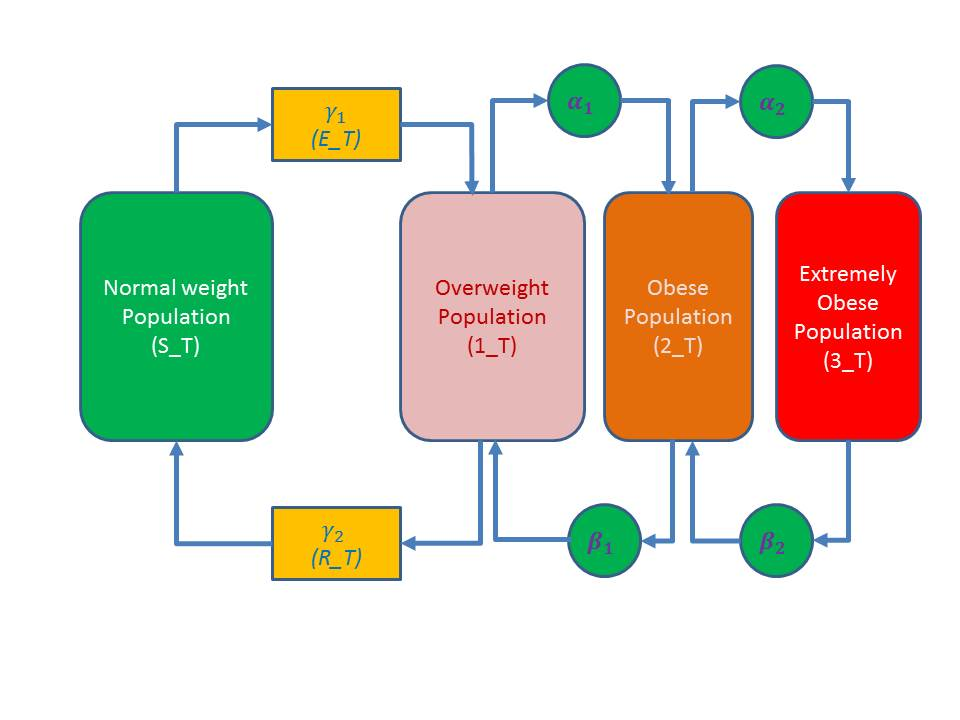 γ₁
(E_T)
α₁
α₂
Normal weight
Population
(S_T)
Overweight
Population
(1_T)
Obese
Population
(2_T)
Extremely
Obese
Population
(3_T)
γ₂
(R_T)
β₁
β₂